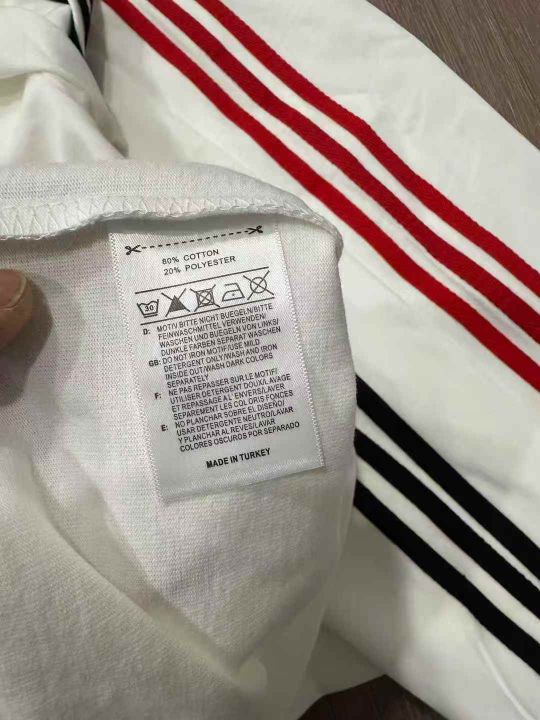 80% COTTON
20% POLYESTER
30
D: MOTIV BITTE NICHT BUEGELN/BITTE
FEINWASCHMITTEL VERWENDEN/
WASCHEN UND BUEGELN VON LINKS/
DUNKLE FARBEN SEPARAT WASCHEN
GB: DO NOT IRON MOTIF/USE MILD
DETERGENT ONLY/WASH AND IRON
INSIDE OUT/WASH DARK COLORS
SEPARATELY
F: NE PAS REPASSER SUR LE MOTIF/
UTILISER DETERGENT DOUX/LAVAGE
ET REPASSAGE A L'ENVERS/LAVER
SEPAREMENT LES COLORIS FONCES
E: NO PLANCHAR SOBRE EL DISEÑO/
USAR DETERGENTE NEUTRO/LAVAR
Y PLANCHAR AL REVES/LAVAR
COLORES OSCUROS POR SEPARADO
MADE IN TURKEY